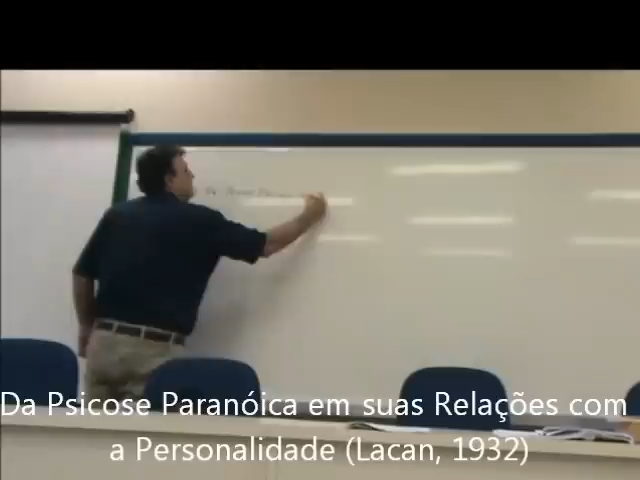 Da Psicose Paranóica em suas Relações com
a Personalidade (Lacan, 1932)